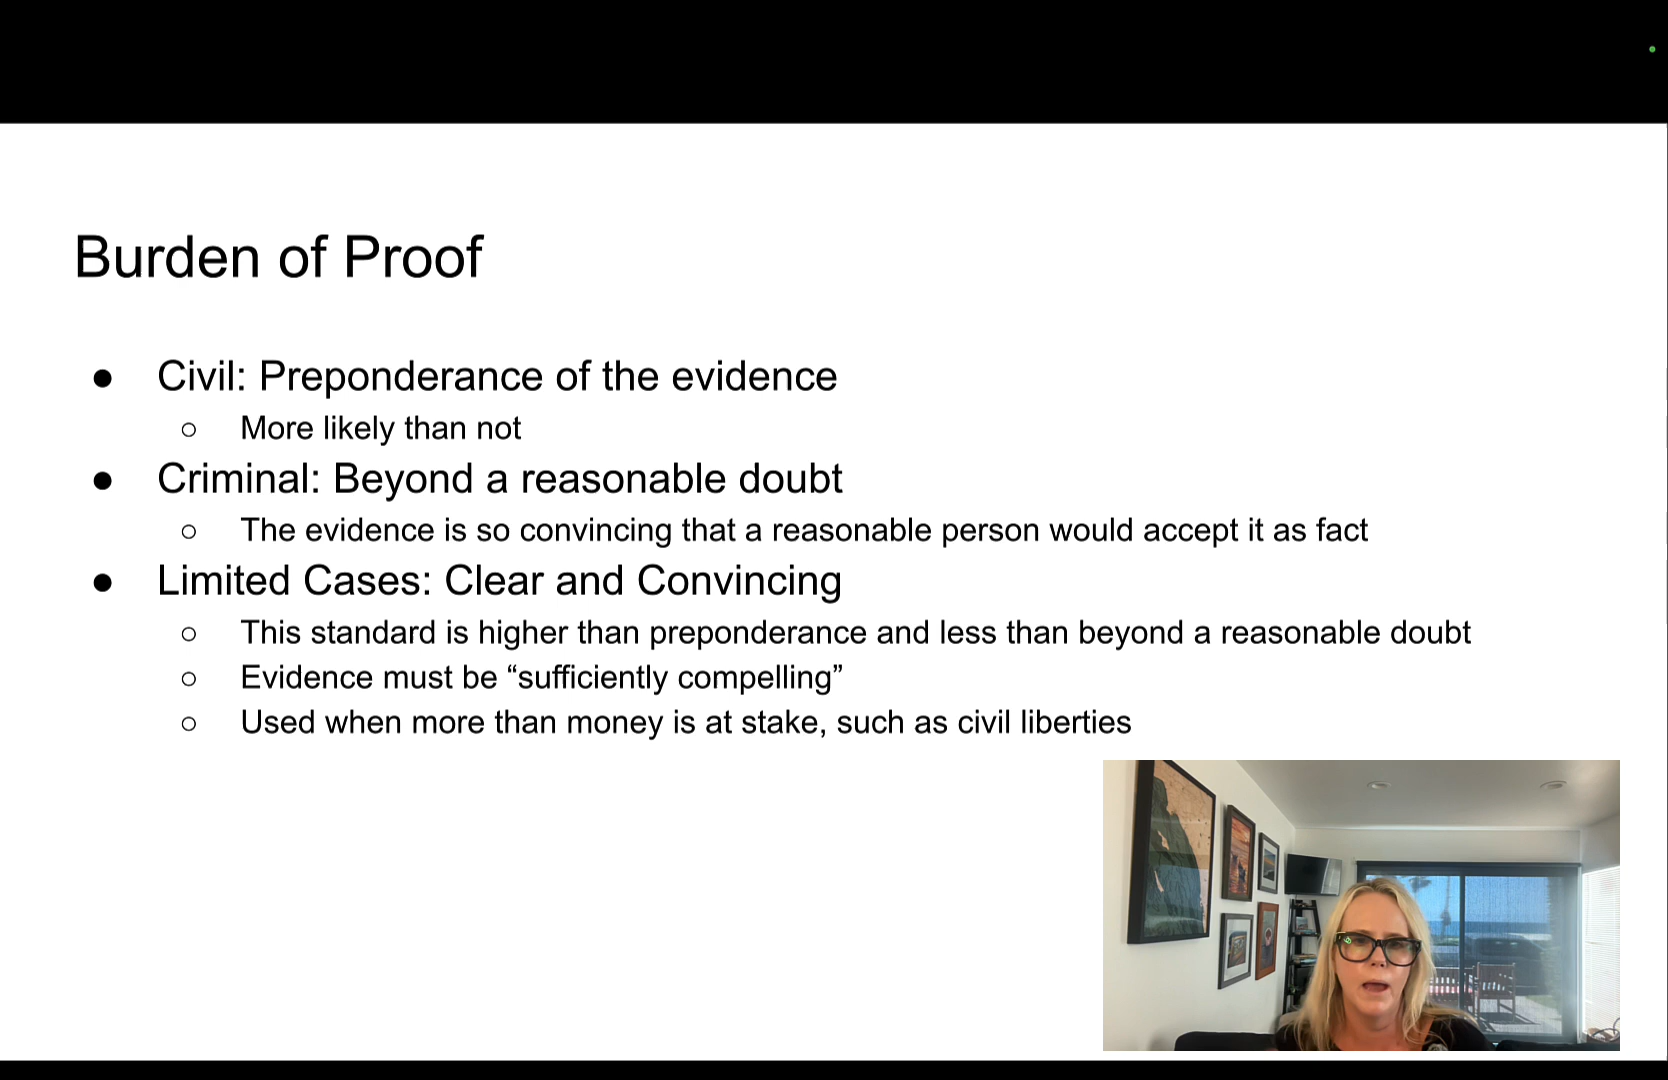 Burden of Proof
● Civil: Preponderance of the evidence
○ More likely than not
● Criminal: Beyond a reasonable doubt
○ The evidence is so convincing that a reasonable person would accept it as fact
● Limited Cases: Clear and Convincing
○ This standard is higher than preponderance and less than beyond a reasonable doubt
○ Evidence must be “sufficiently compelling”
○ Used when more than money is at stake, such as civil liberties